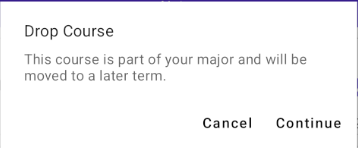 Drop Course
This course is part of your major and will be
moved to a later term.
Cancel Continue